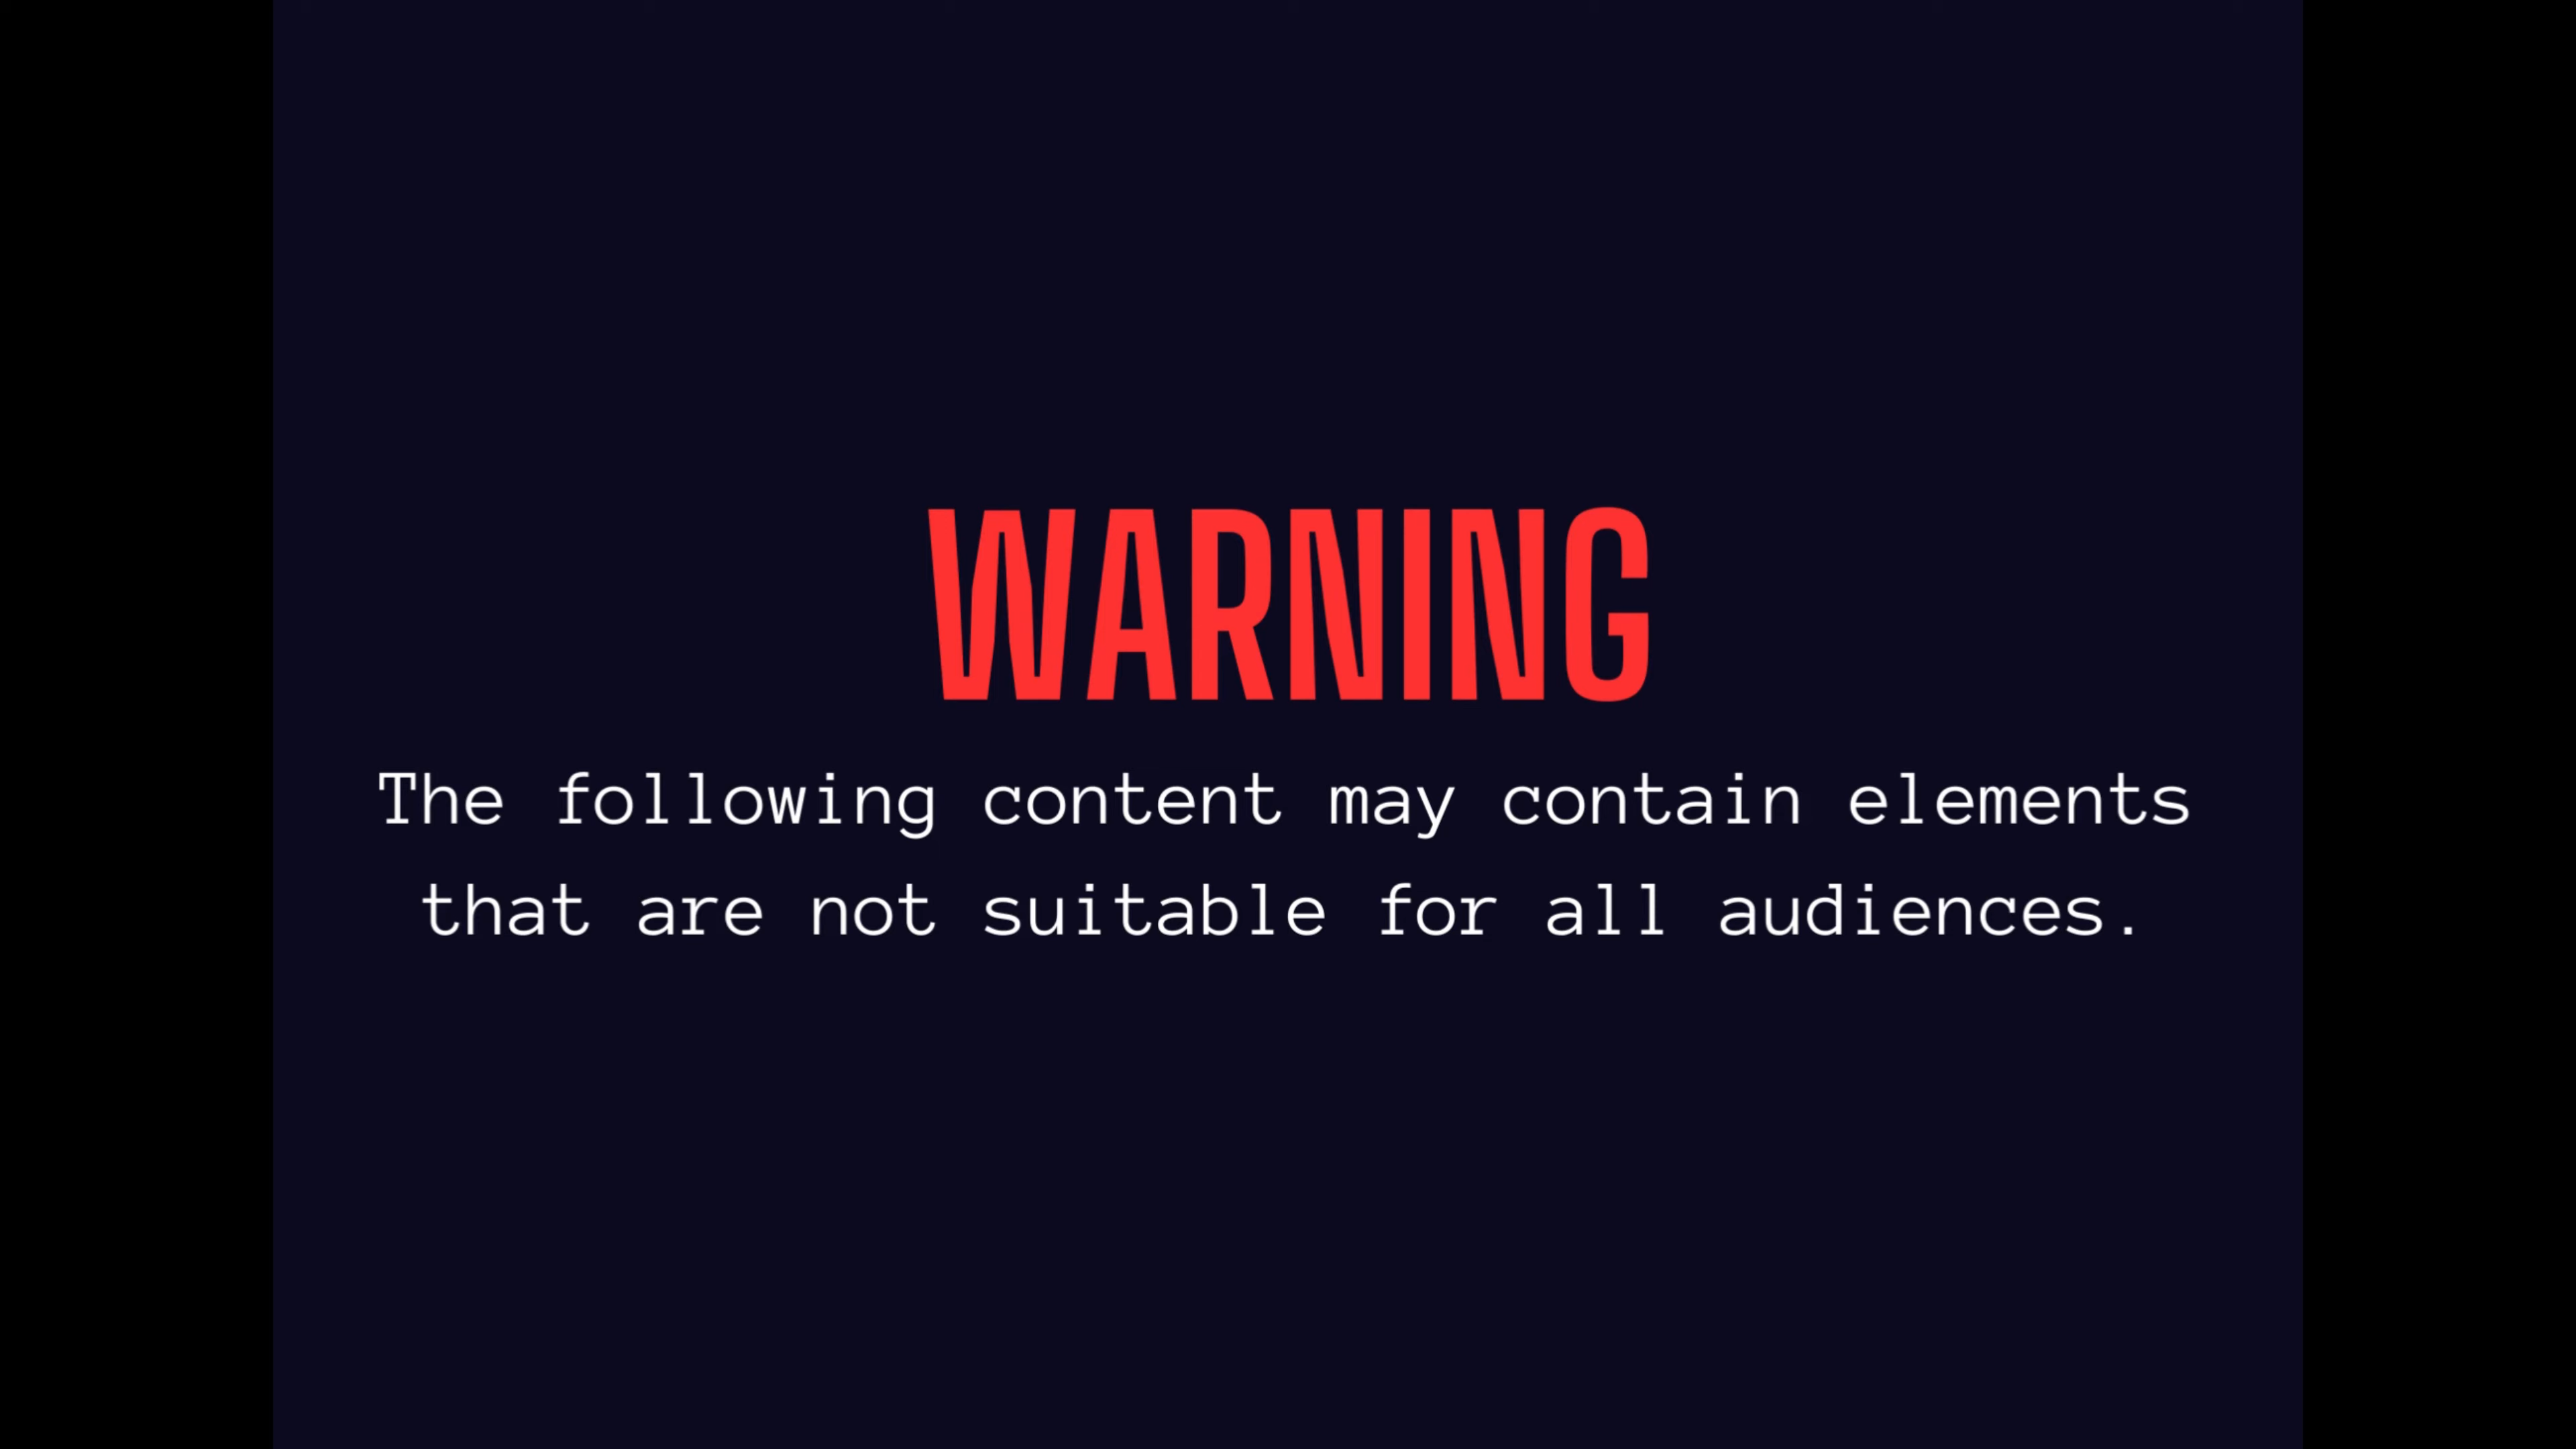 WARNING
The following content may contain elements
that are not suitable for all audiences.